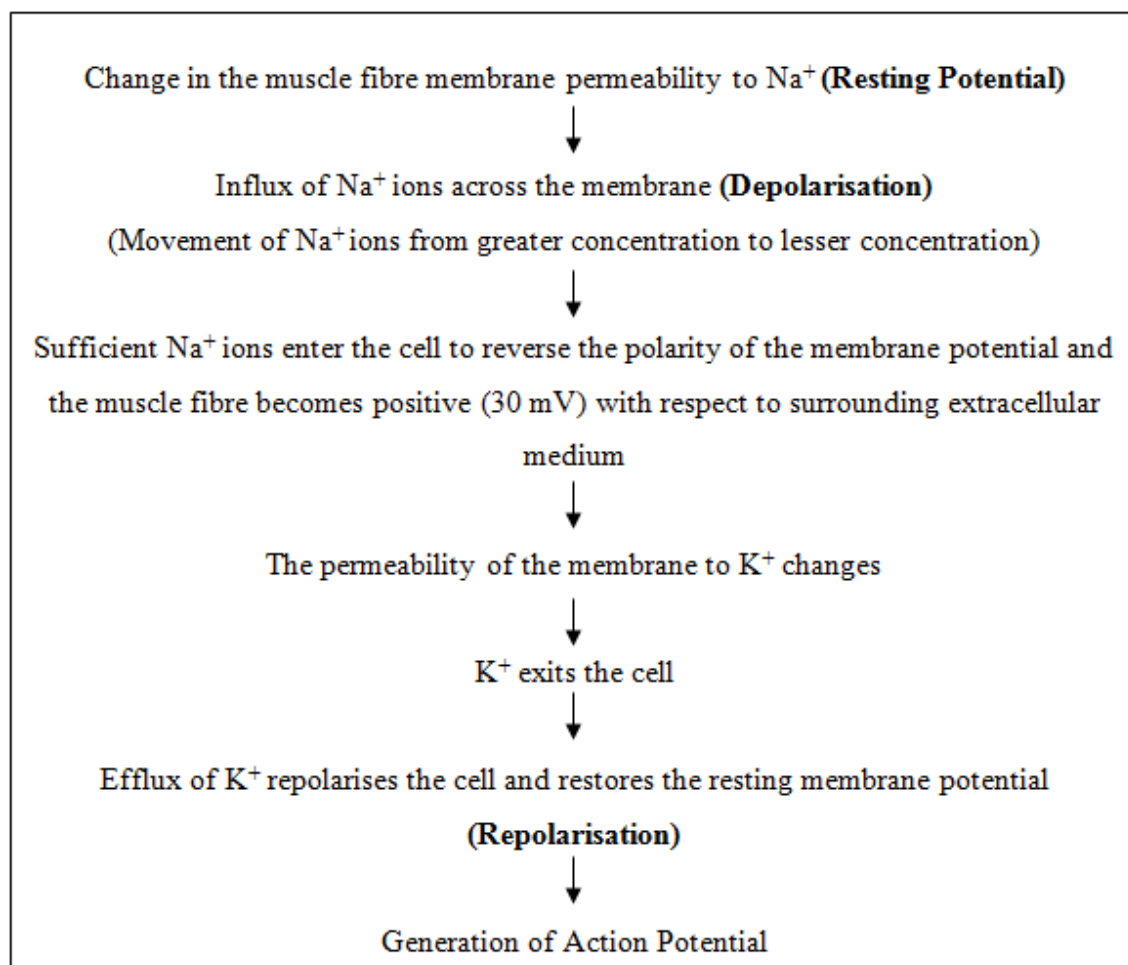 Change in the muscle fibre membrane permeability to Na⁺ (Resting Potential)
Influx of Na⁺ ions across the membrane (Depolarisation)
(Movement of Na⁺ ions from greater concentration to lesser concentration)
Sufficient Na⁺ ions enter the cell to reverse the polarity of the membrane potential and
the muscle fibre becomes positive (30 mV) with respect to surrounding extracellular
medium
The permeability of the membrane to K⁺ changes
K⁺ exits the cell
Efflux of K⁺ repolarises the cell and restores the resting membrane potential
(Repolarisation)
Generation of Action Potential